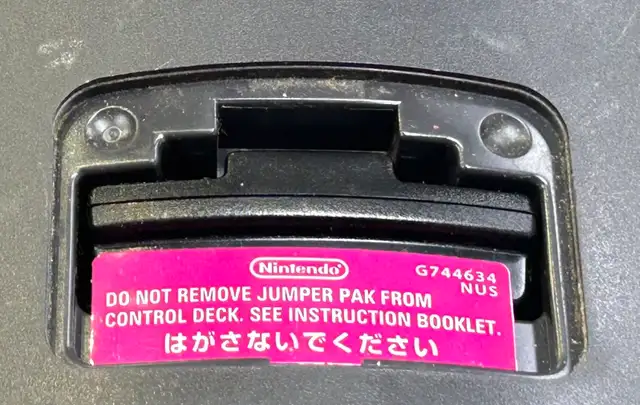 Nintendo
G744634
NUS
DO NOT REMOVE JUMPER PAK FROM
CONTROL DECK. SEE INSTRUCTION BOOKLET.
はがさないでください